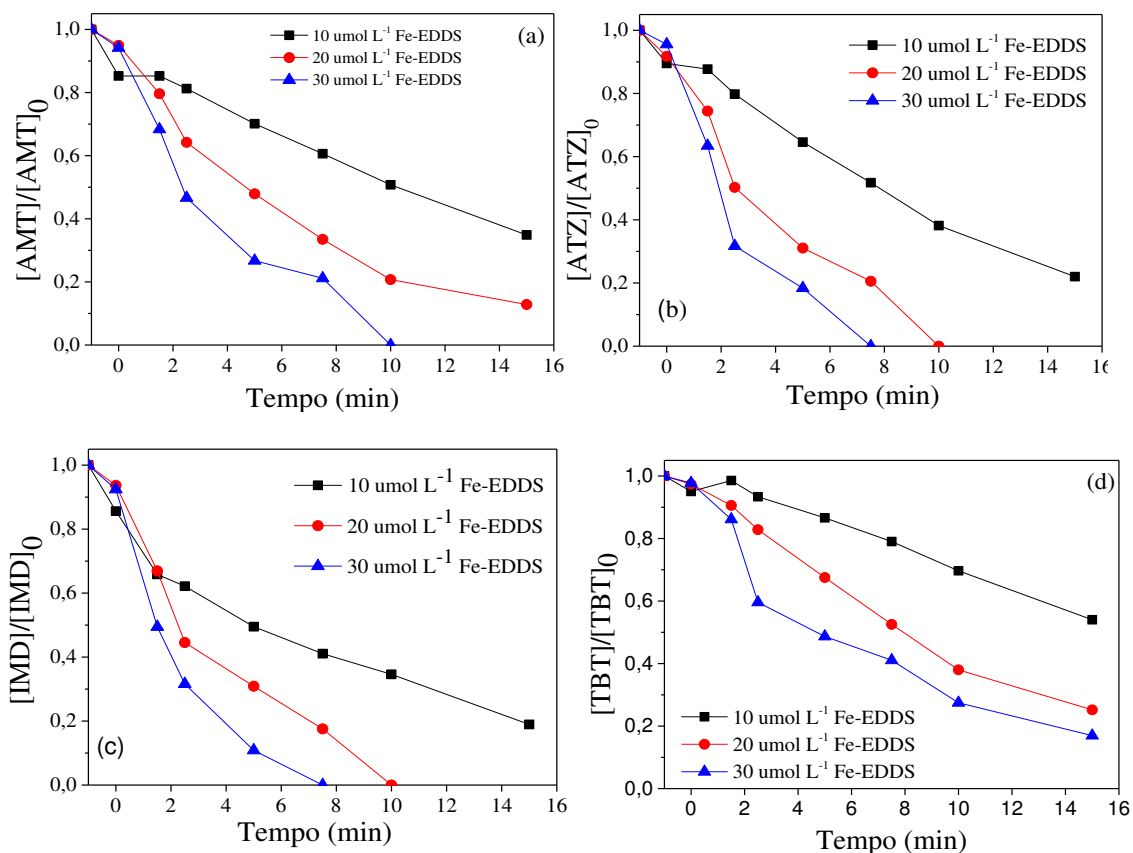 1,0
0,8
0,6
0,4
0,2
0,0
[AMT]/[AMT]0
10 umol L-1 Fe-EDDS
20 umol L-1 Fe-EDDS
30 umol L-1 Fe-EDDS
(a)
0 2 4 6 8 10 12 14 16
Tempo (min)
1,0
0,8
0,6
0,4
0,2
0,0
[ATZ]/[ATZ]0
10 umol L-1 Fe-EDDS
20 umol L-1 Fe-EDDS
30 umol L-1 Fe-EDDS
(b)
0 2 4 6 8 10 12 14 16
Tempo (min)
1,0
0,8
0,6
0,4
0,2
0,0
[IMD]/[IMD]0
10 umol L-1 Fe-EDDS
20 umol L-1 Fe-EDDS
30 umol L-1 Fe-EDDS
(c)
0 2 4 6 8 10 12 14 16
Tempo (min)
1,0
0,8
0,6
0,4
0,2
0,0
[TBT]/[TBT]0
(d)
10 umol L-1 Fe-EDDS
20 umol L-1 Fe-EDDS
30 umol L-1 Fe-EDDS
0 2 4 6 8 10 12 14 16
Tempo (min)